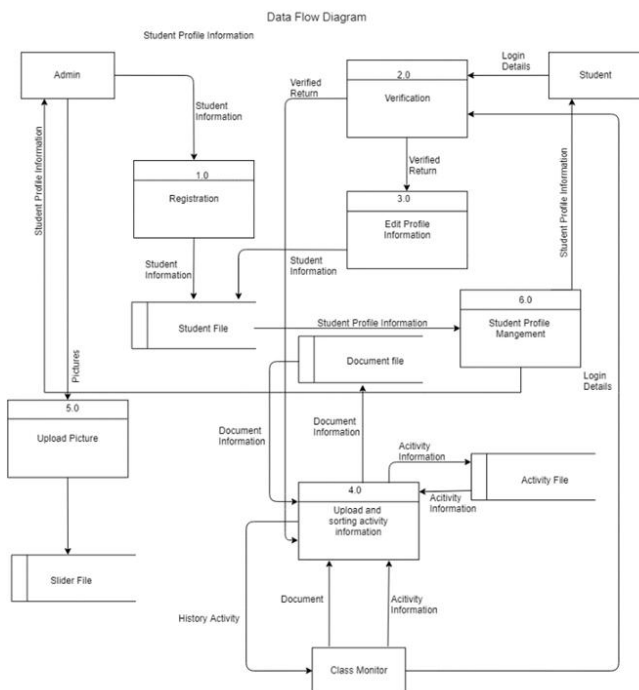 Data Flow Diagram
Student Profile Information
Admin
Student
Information
Verified
Return
2.0
Verification
Login
Details
Student
Student Profile Information
1.0
Registration
Verified
Return
3.0
Edit Profile
Information
Student Profile Information
Student
Information
Student
Information
Student File
Student Profile Information
6.0
Student Profile
Mangement
Pictures
Document file
Login
Details
5.0
Upload Picture
Document
Information
Document
Information
Acitivity
Information
Activity File
Acitivity
Information
4.0
Upload and
sorting activity
information
Slider File
History Activity
Document
Acitivity
Information
Class Monitor